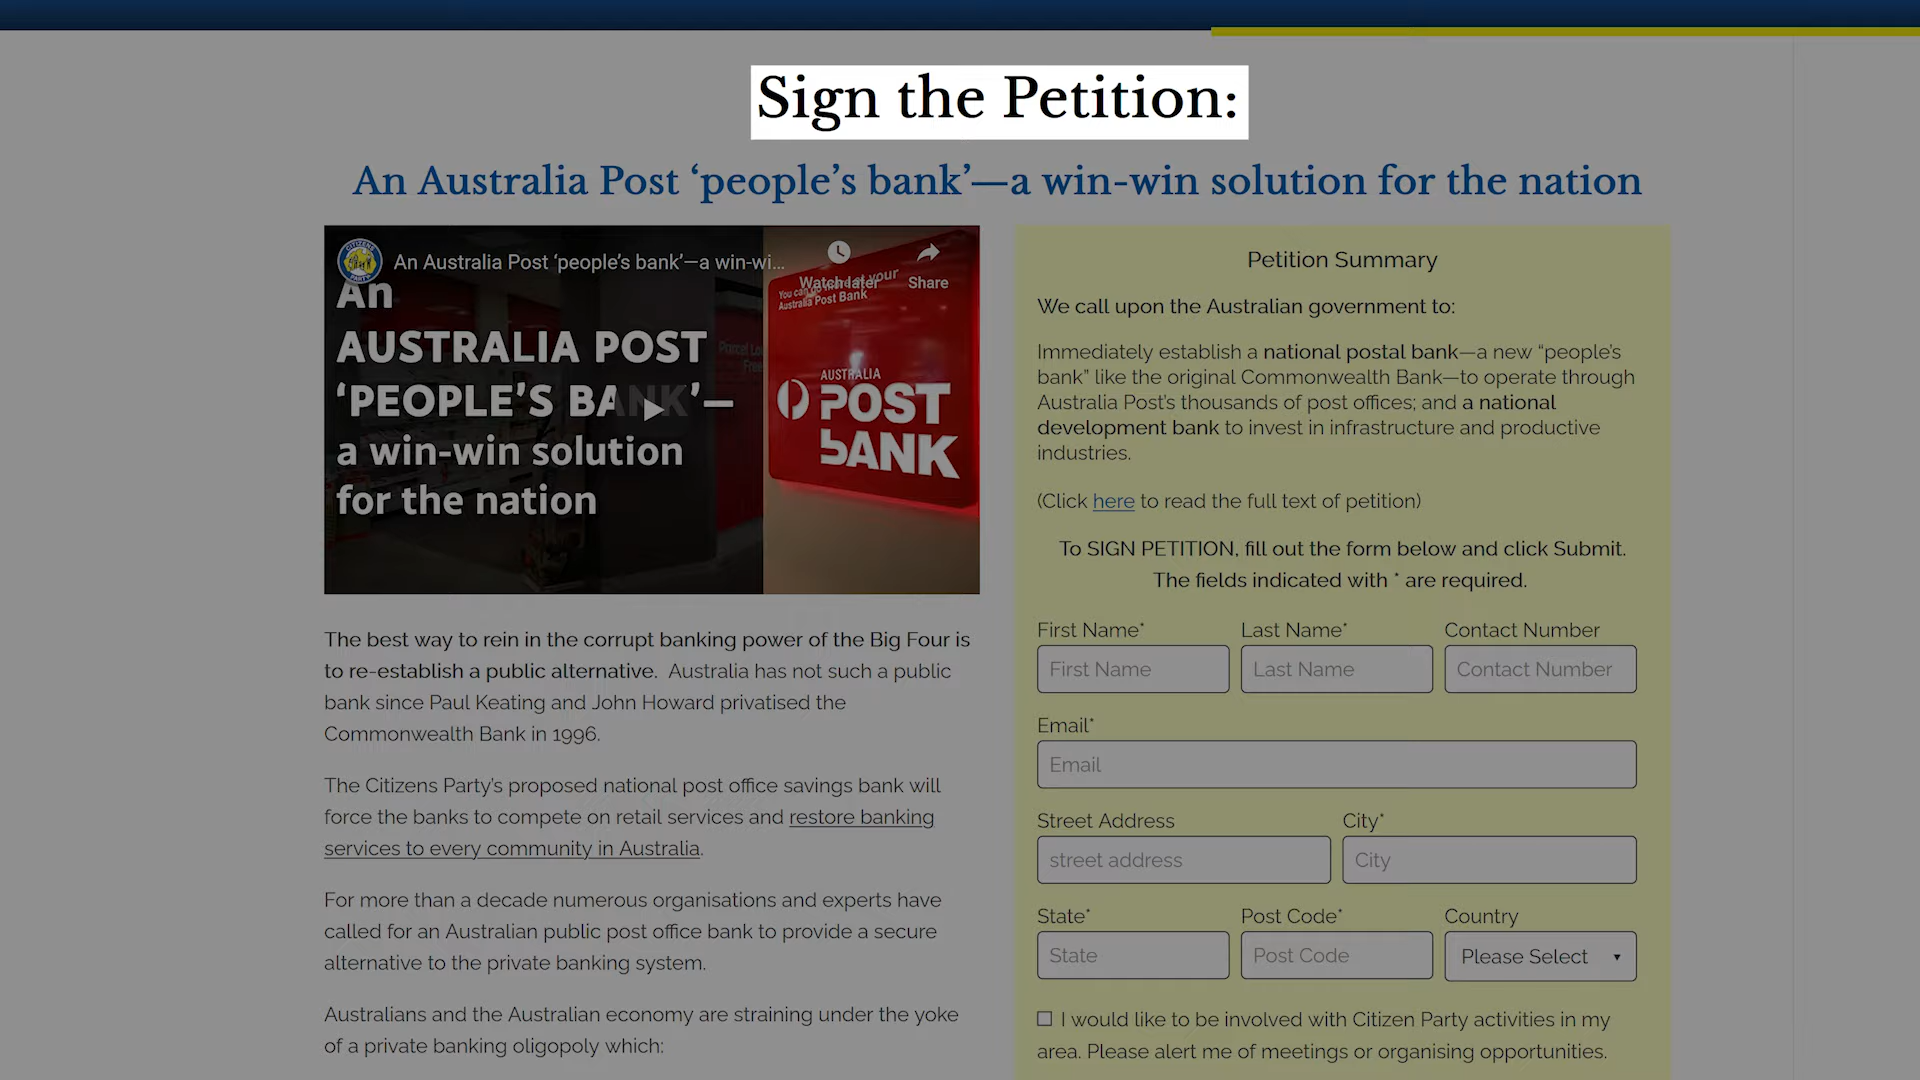 Sign the Petition:
An Australia Post ‘people’s bank’—a win-win solution for the nation
An Australia Post ‘people’s bank’—a win-wi...
Watch later
Share
An
AUSTRALIA POST
‘PEOPLE’S BANK’—
a win-win solution
for the nation
Australia Post Bank
AUSTRALIA
POST
BANK
The best way to rein in the corrupt banking power of the Big Four is
to re-establish a public alternative. Australia has not such a public
bank since Paul Keating and John Howard privatised the
Commonwealth Bank in 1996.
The Citizens Party’s proposed national post office savings bank will
force the banks to compete on retail services and restore banking
services to every community in Australia.
For more than a decade numerous organisations and experts have
called for an Australian public post office bank to provide a secure
alternative to the private banking system.
Australians and the Australian economy are straining under the yoke
of a private banking oligopoly which:
Petition Summary
We call upon the Australian government to:
Immediately establish a national postal bank—a new “people’s
bank” like the original Commonwealth Bank—to operate through
Australia Post’s thousands of post offices; and a national
development bank to invest in infrastructure and productive
industries.
(Click here to read the full text of petition)
To SIGN PETITION, fill out the form below and click Submit.
The fields indicated with * are required.
First Name* Last Name* Contact Number
First Name Last Name Contact Number
Email*
Email
Street Address City*
street address City
State* Post Code* Country
State Post Code Please Select
I would like to be involved with Citizen Party activities in my
area. Please alert me of meetings or organising opportunities.